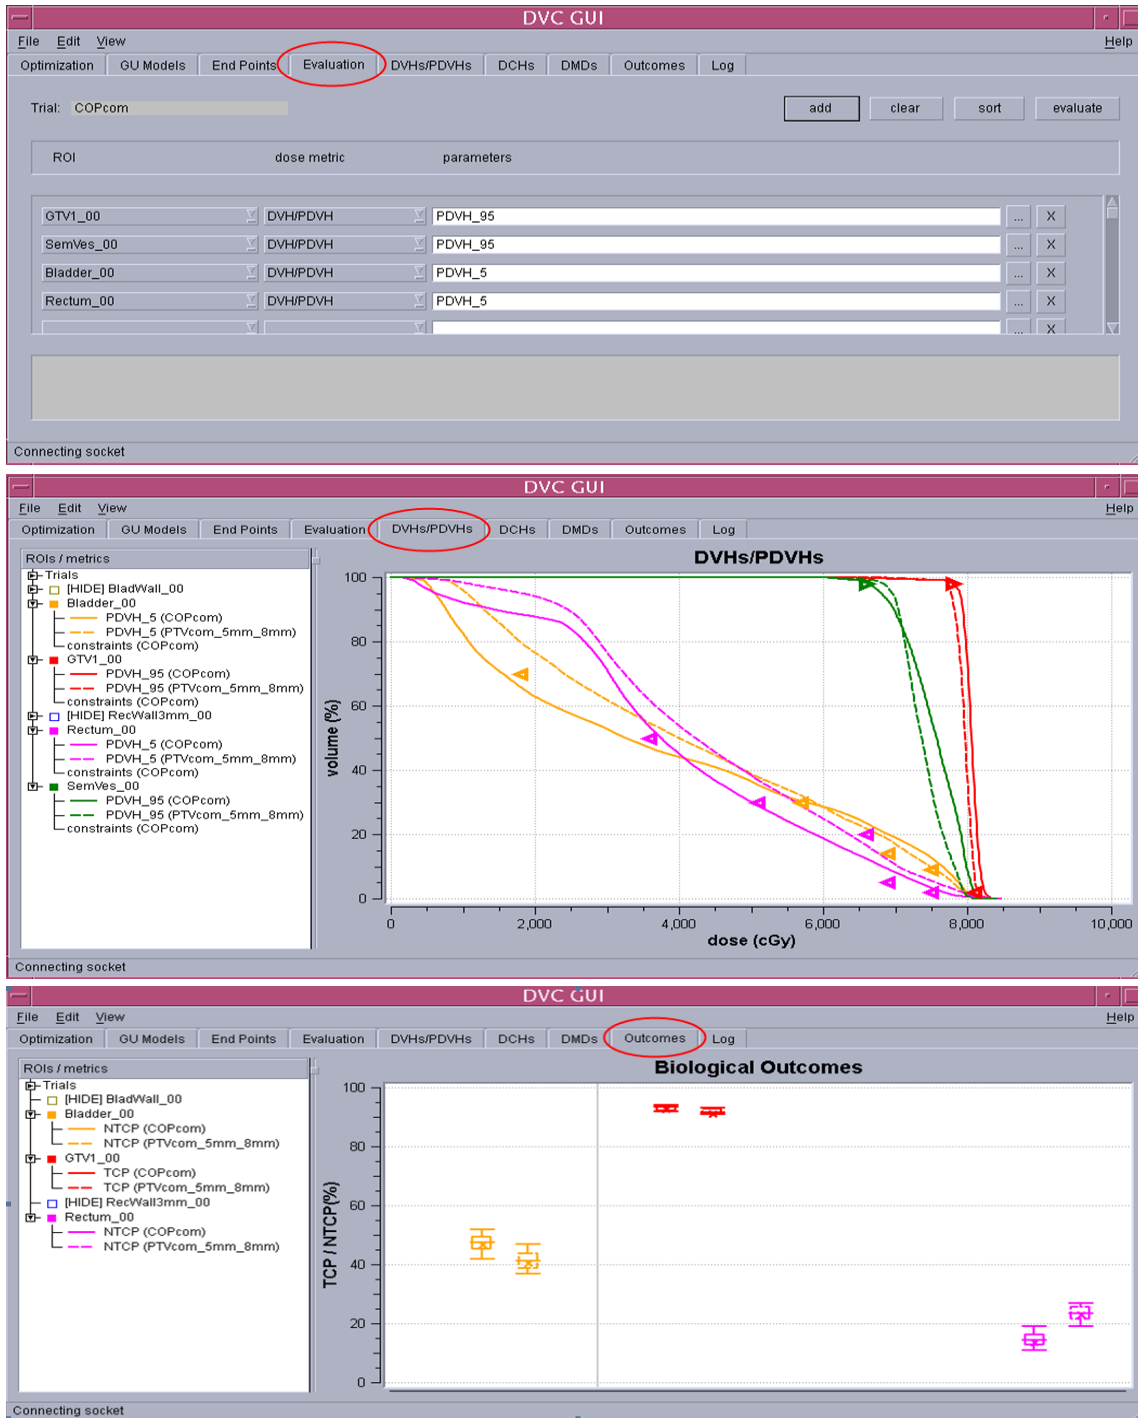 DVC GUI
File Edit View Help
Optimization GU Models End Points Evaluation DVHs/PDVHs DCHs DMDs Outcomes Log
Trial: COPcom add clear sort evaluate
ROI dose metric parameters
GTV1_00 DVH/PDVH PDVH_95 ... X
SemVes_00 DVH/PDVH PDVH_95 ... X
Bladder_00 DVH/PDVH PDVH_5 ... X
Rectum_00 DVH/PDVH PDVH_5 ... X
... X
Connecting socket
DVC GUI
File Edit View Help
Optimization GU Models End Points Evaluation DVHs/PDVHs DCHs DMDs Outcomes Log
ROIs / metrics
Trials
[HIDE] BladWall_00
Bladder_00
PDVH_5 (COPcom)
PDVH_5 (PTVcom_5mm_8mm)
constraints (COPcom)
GTV1_00
PDVH_95 (COPcom)
PDVH_95 (PTVcom_5mm_8mm)
constraints (COPcom)
[HIDE] RecWall3mm_00
Rectum_00
PDVH_5 (COPcom)
PDVH_5 (PTVcom_5mm_8mm)
constraints (COPcom)
SemVes_00
PDVH_95 (COPcom)
PDVH_95 (PTVcom_5mm_8mm)
constraints (COPcom)
DVHs/PDVHs
volume (%)
100
80
60
40
20
0
0 2,000 4,000 6,000 8,000 10,000
dose (cGy)
Connecting socket
DVC GUI
File Edit View Help
Optimization GU Models End Points Evaluation DVHs/PDVHs DCHs DMDs Outcomes Log
ROIs / metrics
Trials
[HIDE] BladWall_00
Bladder_00
NTCP (COPcom)
NTCP (PTVcom_5mm_8mm)
GTV1_00
TCP (COPcom)
TCP (PTVcom_5mm_8mm)
[HIDE] RecWall3mm_00
Rectum_00
NTCP (COPcom)
NTCP (PTVcom_5mm_8mm)
Biological Outcomes
TCP / NTCP(%)
100
80
60
40
20
0
Connecting socket